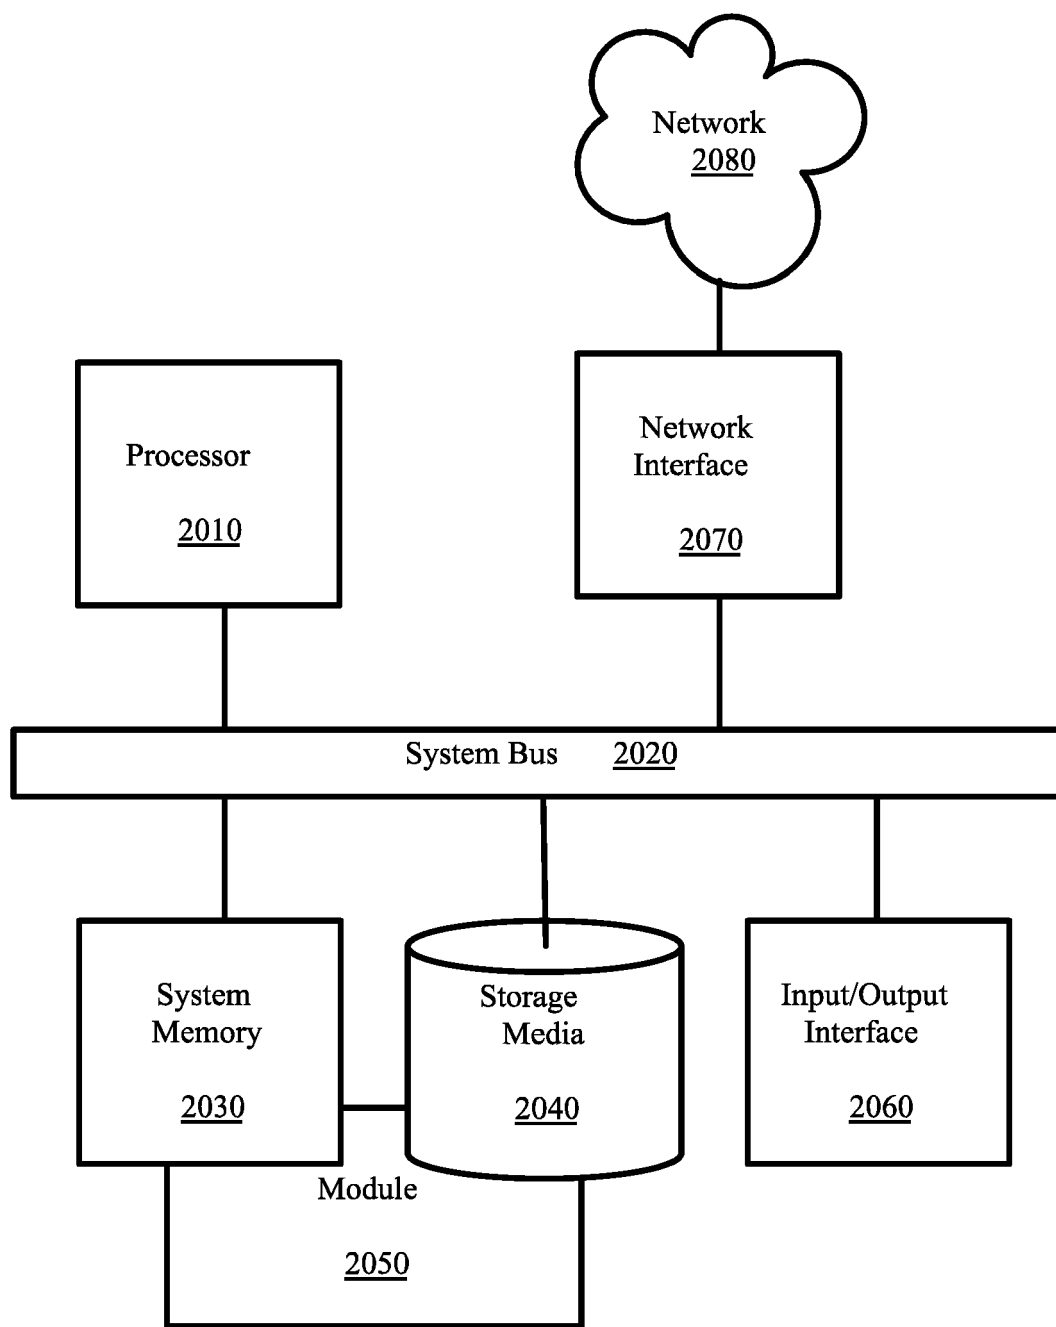 Network
2080
Processor
2010
Network
Interface
2070
System Bus 2020
System
Memory
2030
Storage
Media
2040
Input/Output
Interface
2060
Module
2050